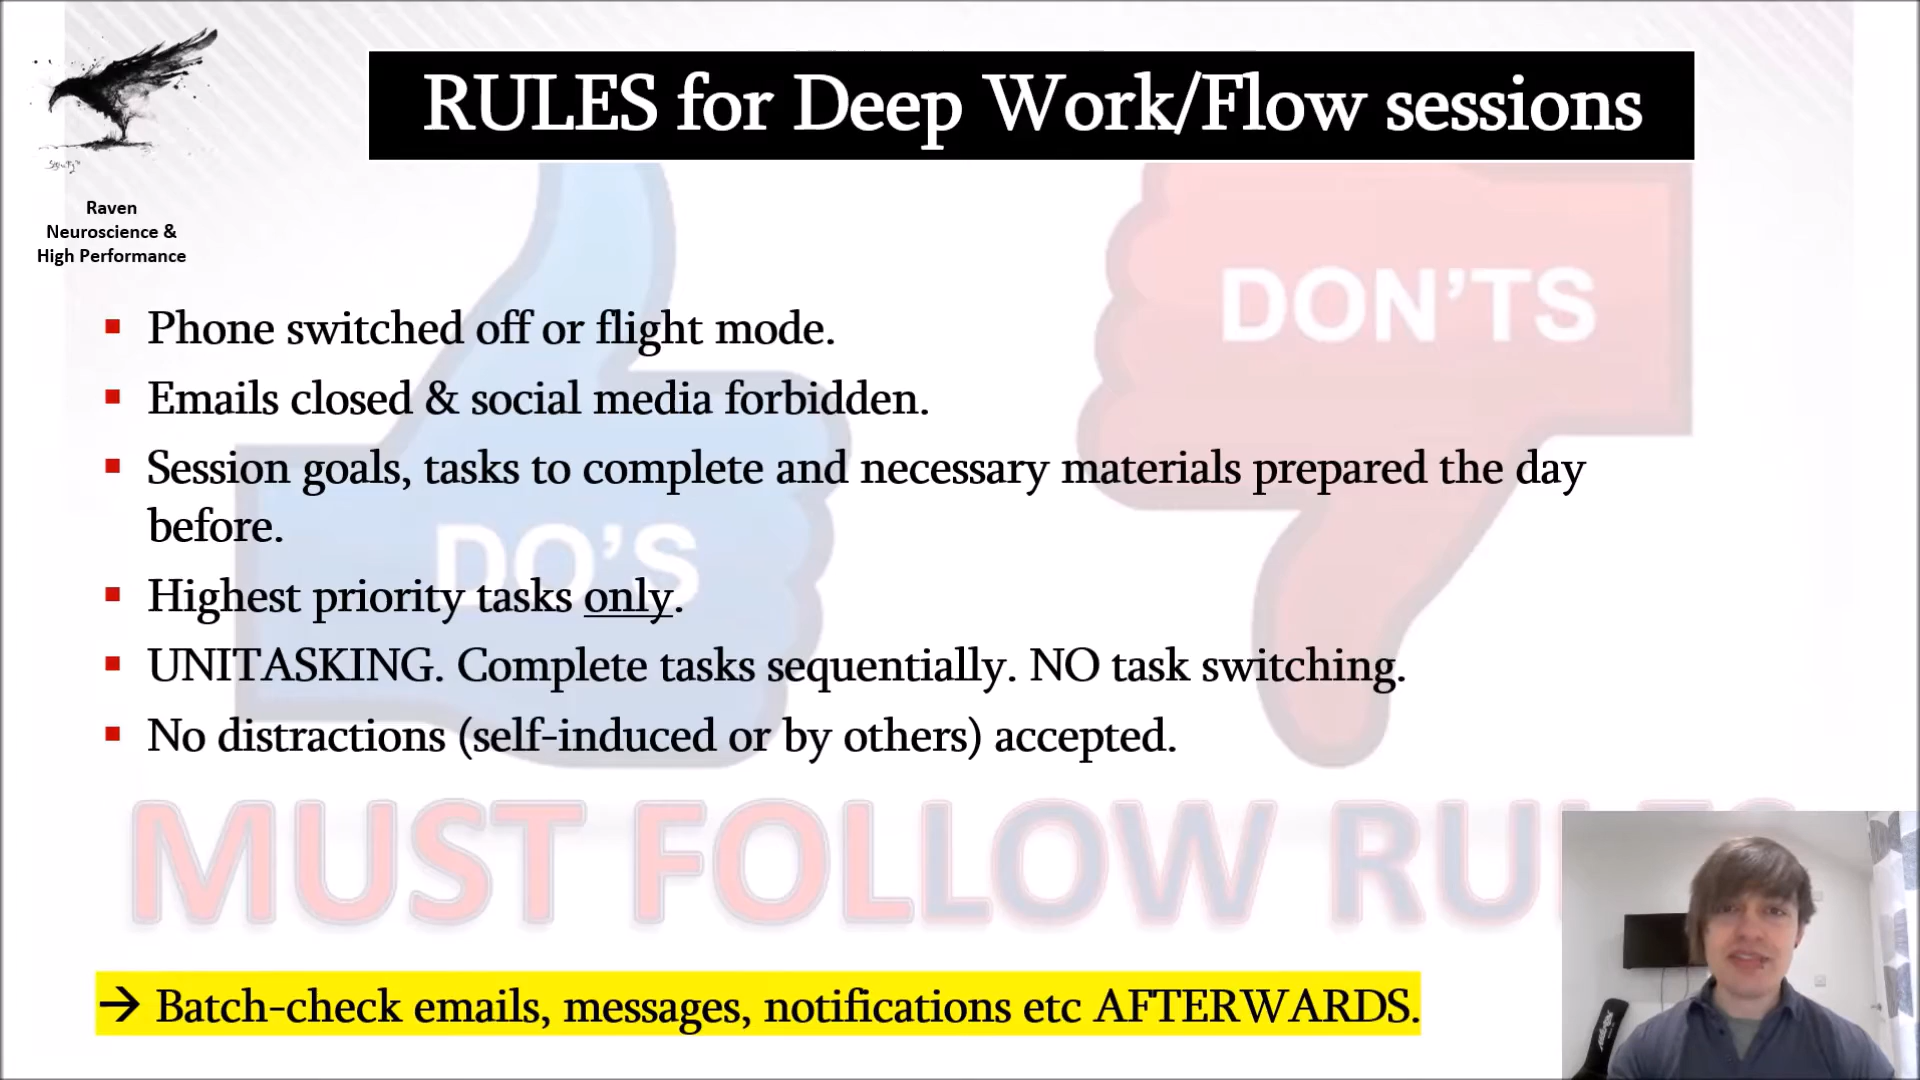 RULES for Deep Work/Flow sessions
Raven
Neuroscience &
High Performance
DON'TS
▪ Phone switched off or flight mode.
▪ Emails closed & social media forbidden.
▪ Session goals, tasks to complete and necessary materials prepared the day
before.
DO'S
▪ Highest priority tasks only.
▪ UNITASKING. Complete tasks sequentially. NO task switching.
▪ No distractions (self-induced or by others) accepted.
MUST FOLLOW RULES
→ Batch-check emails, messages, notifications etc AFTERWARDS.